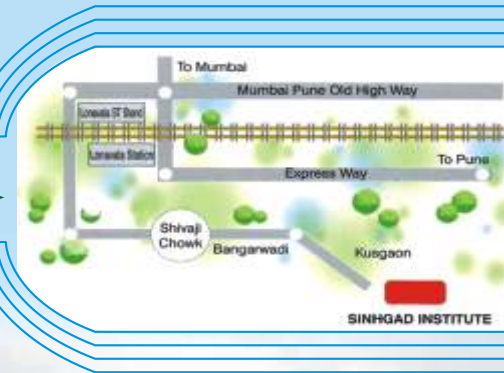 To Mumbai
Mumbai Pune Old High Way
Lonavala ST Stand
Lonavala Station
To Pune
Express Way
Shivaji
Chowk
Bangarwadi
Kusgaon
SINHGAD INSTITUTE